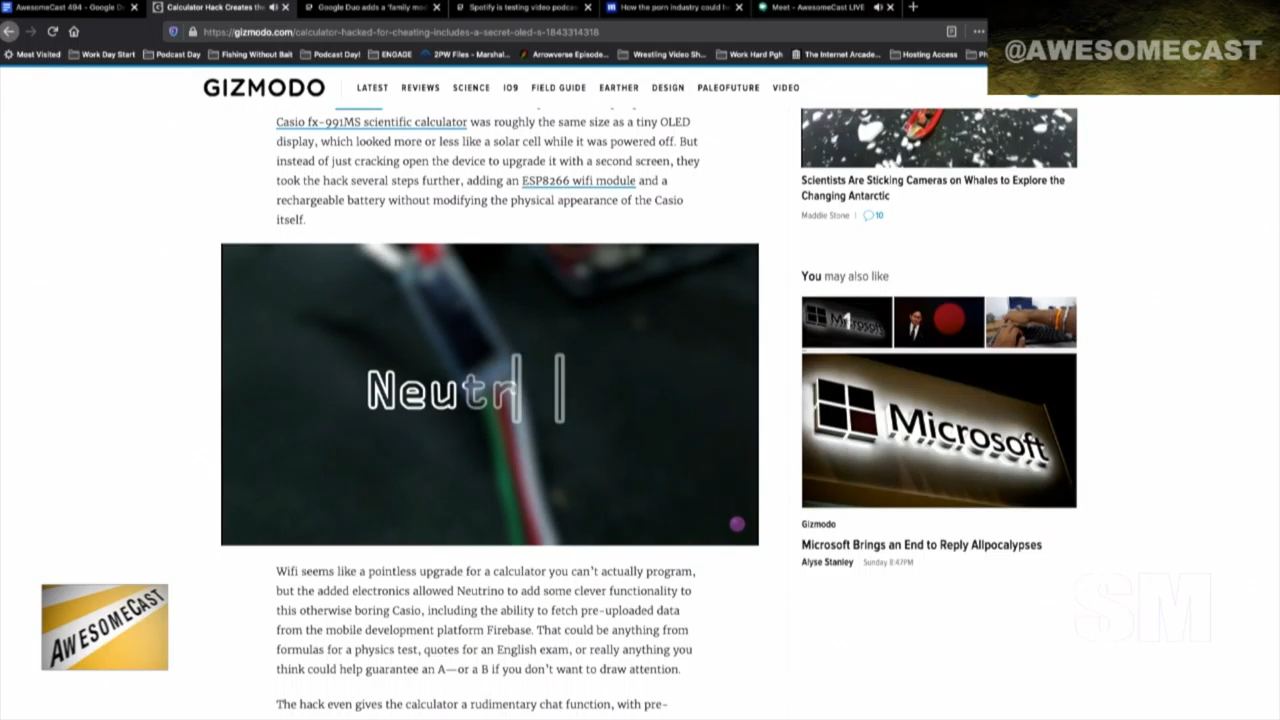 AwesomeCast 494 - Google D
Calculator Hack Creates the
Google Duo adds a 'family mo
Spotify is testing video podcas
How the porn industry could h
Meet - AwesomeCast LIVE
https://gizmodo.com/calculator-hacked-for-cheating-includes-a-secret-oled-s-1843314318
Most Visited Work Day Start Podcast Day Fishing Without Bait Podcast Day! ENGAGE 2PW Files - Marshal... Arrowverse Episode... Wrestling Video Sh... Work Hard Pgh The Internet Arcade... Hosting Access Ph
@AWESOMECAST
GIZMODO
LATEST REVIEWS SCIENCE IO9 FIELD GUIDE EARTHER DESIGN PALEOFUTURE VIDEO
Casio fx-991MS scientific calculator was roughly the same size as a tiny OLED
display, which looked more or less like a solar cell while it was powered off. But
instead of just cracking open the device to upgrade it with a second screen, they
took the hack several steps further, adding an ESP8266 wifi module and a
rechargeable battery without modifying the physical appearance of the Casio
itself.
Neutr
Wifi seems like a pointless upgrade for a calculator you can't actually program,
but the added electronics allowed Neutrino to add some clever functionality to
this otherwise boring Casio, including the ability to fetch pre-uploaded data
from the mobile development platform Firebase. That could be anything from
formulas for a physics test, quotes for an English exam, or really anything you
think could help guarantee an A—or a B if you don't want to draw attention.
The hack even gives the calculator a rudimentary chat function, with pre-
Scientists Are Sticking Cameras on Whales to Explore the
Changing Antarctic
Maddie Stone | 10
You may also like
Microsoft
Microsoft
Gizmodo
Microsoft Brings an End to Reply Allpocalypses
Alyse Stanley Sunday 8:47PM
AWESOMECAST
SM